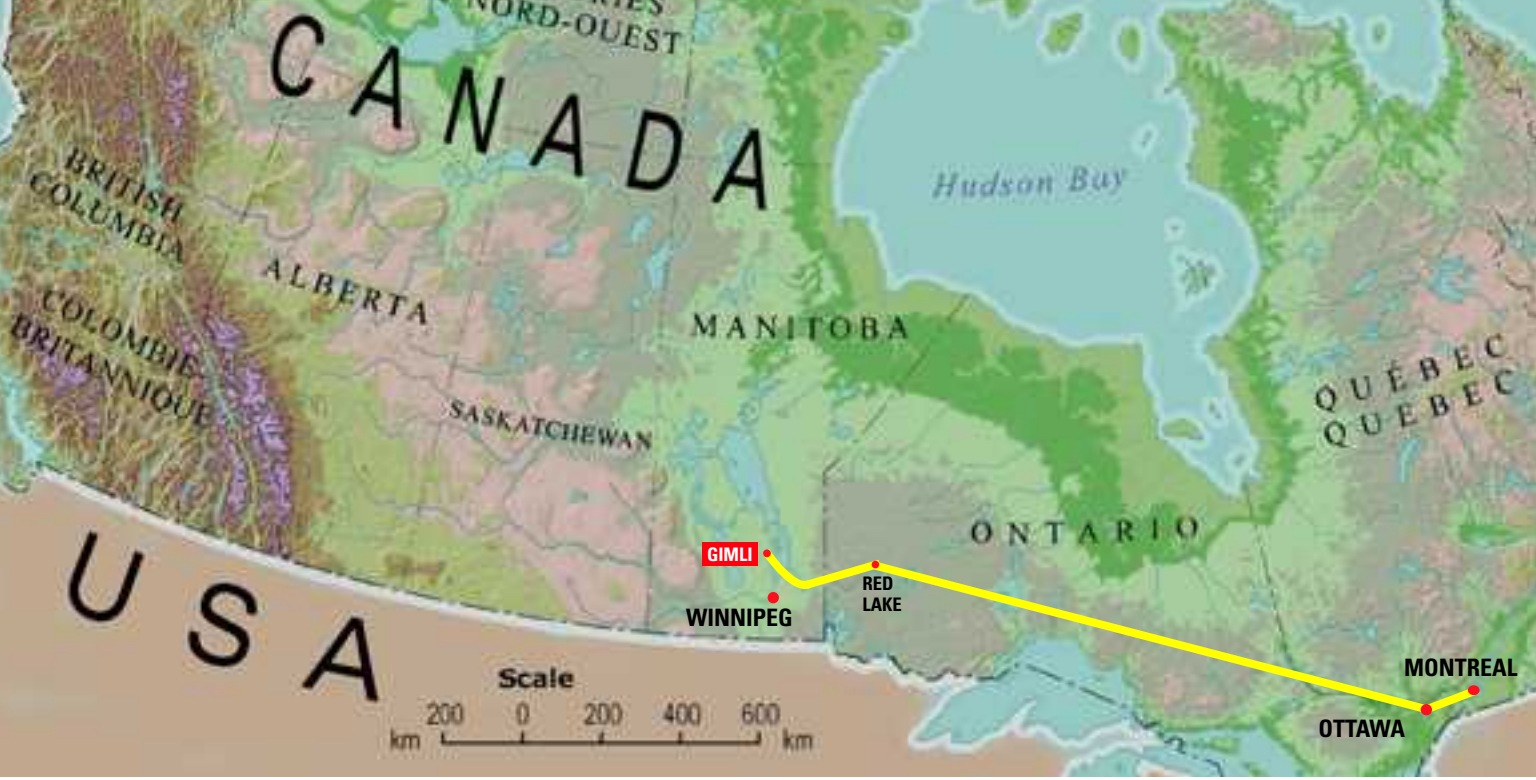 RIES
NORD-OUEST
CANADA
Hudson Bay
BRITISH
COLUMBIA
ALBERTA
MANITOBA
COLOMBIE
BRITANNIQUE
QUÉBEC
QUEBEC
SASKATCHEWAN
ONTARIO
GIMLI
RED
LAKE
WINNIPEG
USA
MONTREAL
OTTAWA
Scale
200 0 200 400 600
km km